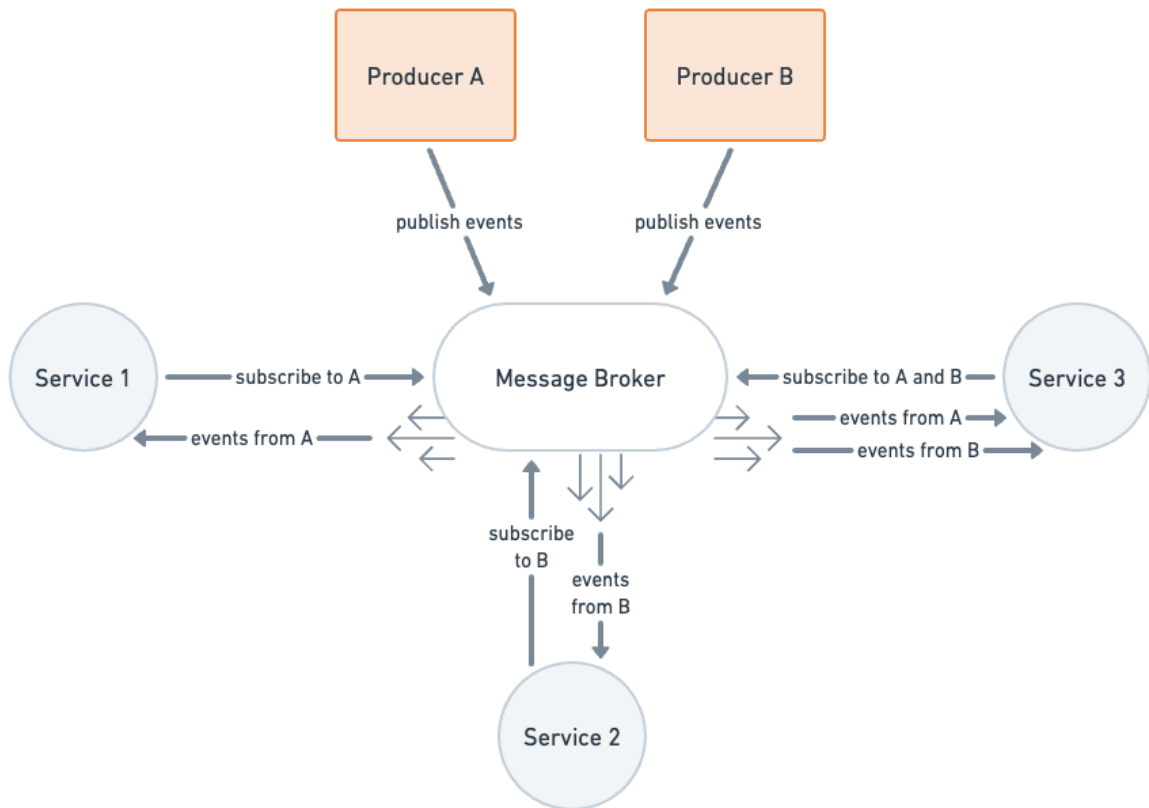 Producer A
Producer B
publish events
publish events
Service 1
subscribe to A
Message Broker
subscribe to A and B
Service 3
events from A
events from A
events from B
subscribe
to B
events
from B
Service 2